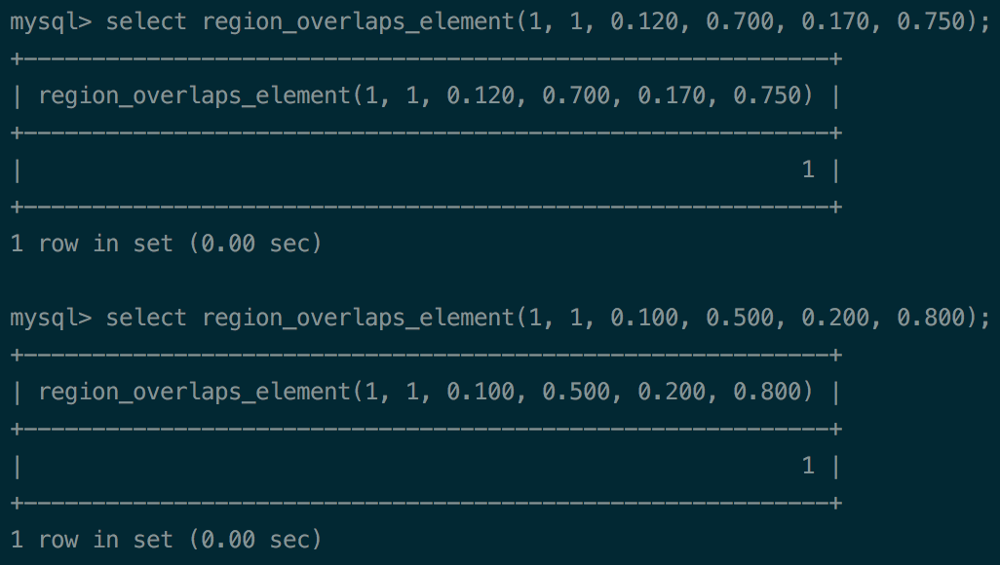 mysql> select region_overlaps_element(1, 1, 0.120, 0.700, 0.170, 0.750);
+-----------------------------------------------------------+
| region_overlaps_element(1, 1, 0.120, 0.700, 0.170, 0.750) |
+-----------------------------------------------------------+
|                                                         1 |
+-----------------------------------------------------------+
1 row in set (0.00 sec)

mysql> select region_overlaps_element(1, 1, 0.100, 0.500, 0.200, 0.800);
+-----------------------------------------------------------+
| region_overlaps_element(1, 1, 0.100, 0.500, 0.200, 0.800) |
+-----------------------------------------------------------+
|                                                         1 |
+-----------------------------------------------------------+
1 row in set (0.00 sec)